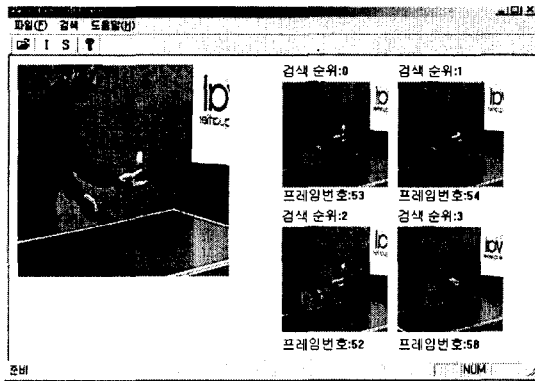 파일(F) 검색 도움말(H)
I S ?
검색 순위:0
검색 순위:1
프레임번호:53
프레임번호:54
검색 순위:2
검색 순위:3
프레임번호:52
프레임번호:58
준비
NUM